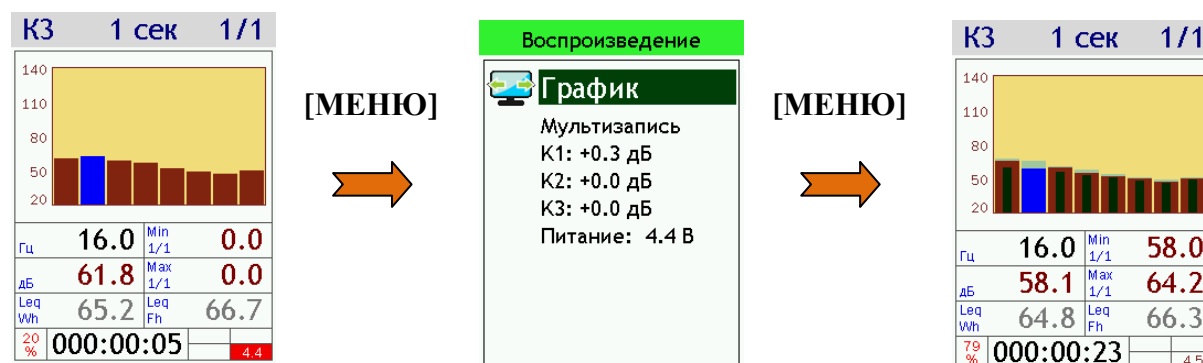 К3 1 сек 1/1
140
110
80
50
20
Гц 16.0 Min 1/1 0.0
дБ 61.8 Max 1/1 0.0
Leq Wh 65.2 Leq Fh 66.7
20 % 000:00:05 4.4
[МЕНЮ]
Воспроизведение
График
Мультизапись
K1: +0.3 дБ
K2: +0.0 дБ
K3: +0.0 дБ
Питание: 4.4 В
[МЕНЮ]
К3 1 сек 1/1
140
110
80
50
20
Гц 16.0 Min 1/1 58.0
дБ 58.1 Max 1/1 64.2
Leq Wh 64.8 Leq Fh 66.3
79 % 000:00:23